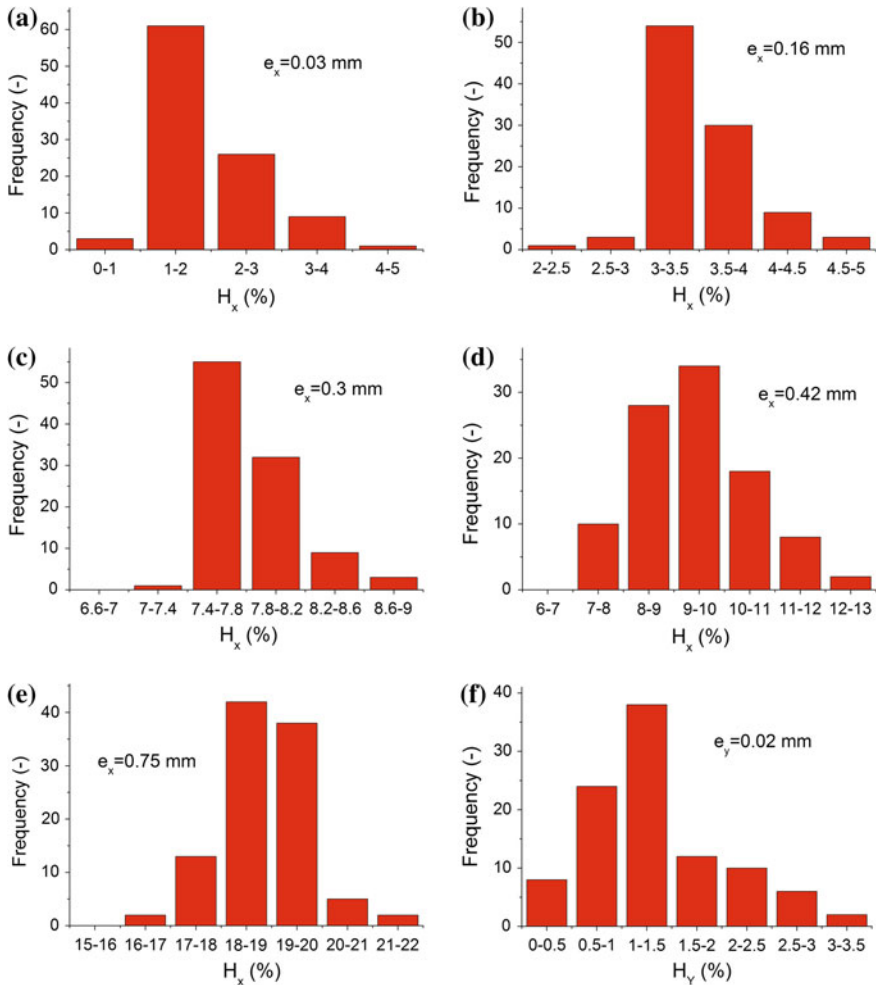 (a)
60
50
40
30
20
10
0
Frequency (-)
e_x=0.03 mm
0-1 1-2 2-3 3-4 4-5
H_x (%)
(b)
50
40
30
20
10
0
Frequency (-)
e_x=0.16 mm
2-2.5 2.5-3 3-3.5 3.5-4 4-4.5 4.5-5
H_x (%)
(c)
50
40
30
20
10
0
Frequency (-)
e_x=0.3 mm
6.6-7 7-7.4 7.4-7.8 7.8-8.2 8.2-8.6 8.6-9
H_x (%)
(d)
30
20
10
0
Frequency (-)
e_x=0.42 mm
6-7 7-8 8-9 9-10 10-11 11-12 12-13
H_x (%)
(e)
40
30
20
10
0
Frequency (-)
e_x=0.75 mm
15-16 16-17 17-18 18-19 19-20 20-21 21-22
H_x (%)
(f)
40
30
20
10
0
Frequency (-)
e_y=0.02 mm
0-0.5 0.5-1 1-1.5 1.5-2 2-2.5 2.5-3 3-3.5
H_Y (%)